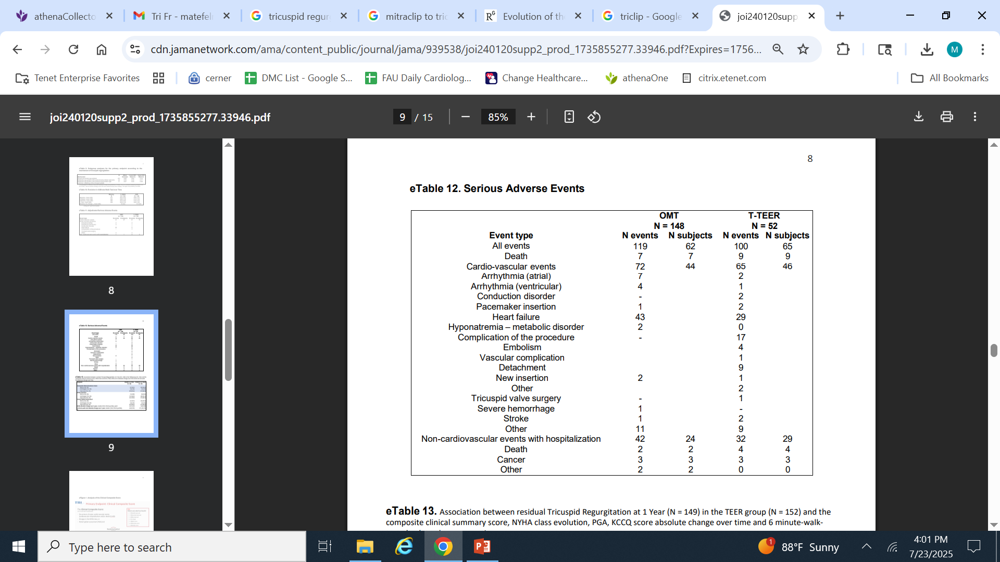 athenaCollecto
Tri Fr - matefel
tricuspid regur
mitraclip to tric
Evolution of th
triclip - Google
joi240120supp
cdn.jamanetwork.com/ama/content_public/journal/jama/939538/joi240120supp2_prod_1735855277.33946.pdf?Expires=1756...
M
Tenet Enterprise Favorites
cerner
DMC List - Google S...
FAU Daily Cardiolog...
Change Healthcare...
athenaOne
citrix.etenet.com
All Bookmarks
joi240120supp2_prod_1735855277.33946.pdf
9 / 15
85%
8
9
TRI
Primary Endpoint: Clinical Composite Score
8
eTable 12. Serious Adverse Events
OMT T-TEER
N = 148 N = 52
Event type N events N subjects N events N subjects
All events 119 62 100 65
Death 7 7 9 9
Cardio-vascular events 72 44 65 46
Arrhythmia (atrial) 7 2
Arrhythmia (ventricular) 4 1
Conduction disorder - 2
Pacemaker insertion 1 2
Heart failure 43 29
Hyponatremia – metabolic disorder 2 0
Complication of the procedure - 17
Embolism 4
Vascular complication 1
Detachment 9
New insertion 2 1
Other 2
Tricuspid valve surgery - 1
Severe hemorrhage 1 -
Stroke 1 2
Other 11 9
Non-cardiovascular events with hospitalization 42 24 32 29
Death 2 2 4 4
Cancer 3 3 3 3
Other 2 2 0 0
eTable 13. Association between residual Tricuspid Regurgitation at 1 Year (N = 149) in the TEER group (N = 152) and the
composite clinical summary score, NYHA class evolution, PGA, KCCQ score absolute change over time and 6 minute-walk-
Type here to search
1
88°F Sunny
4:01 PM
7/23/2025